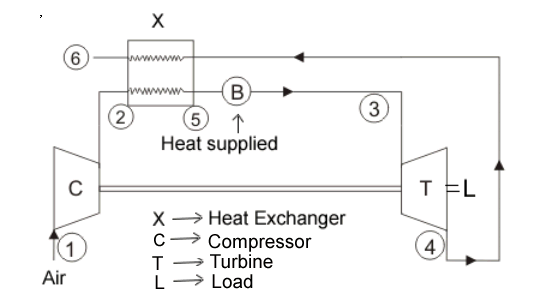 ,
X
6
B
2
5
3
Heat supplied
C
T
L
1
4
Air
X → Heat Exchanger
C → Compressor
T → Turbine
L → Load